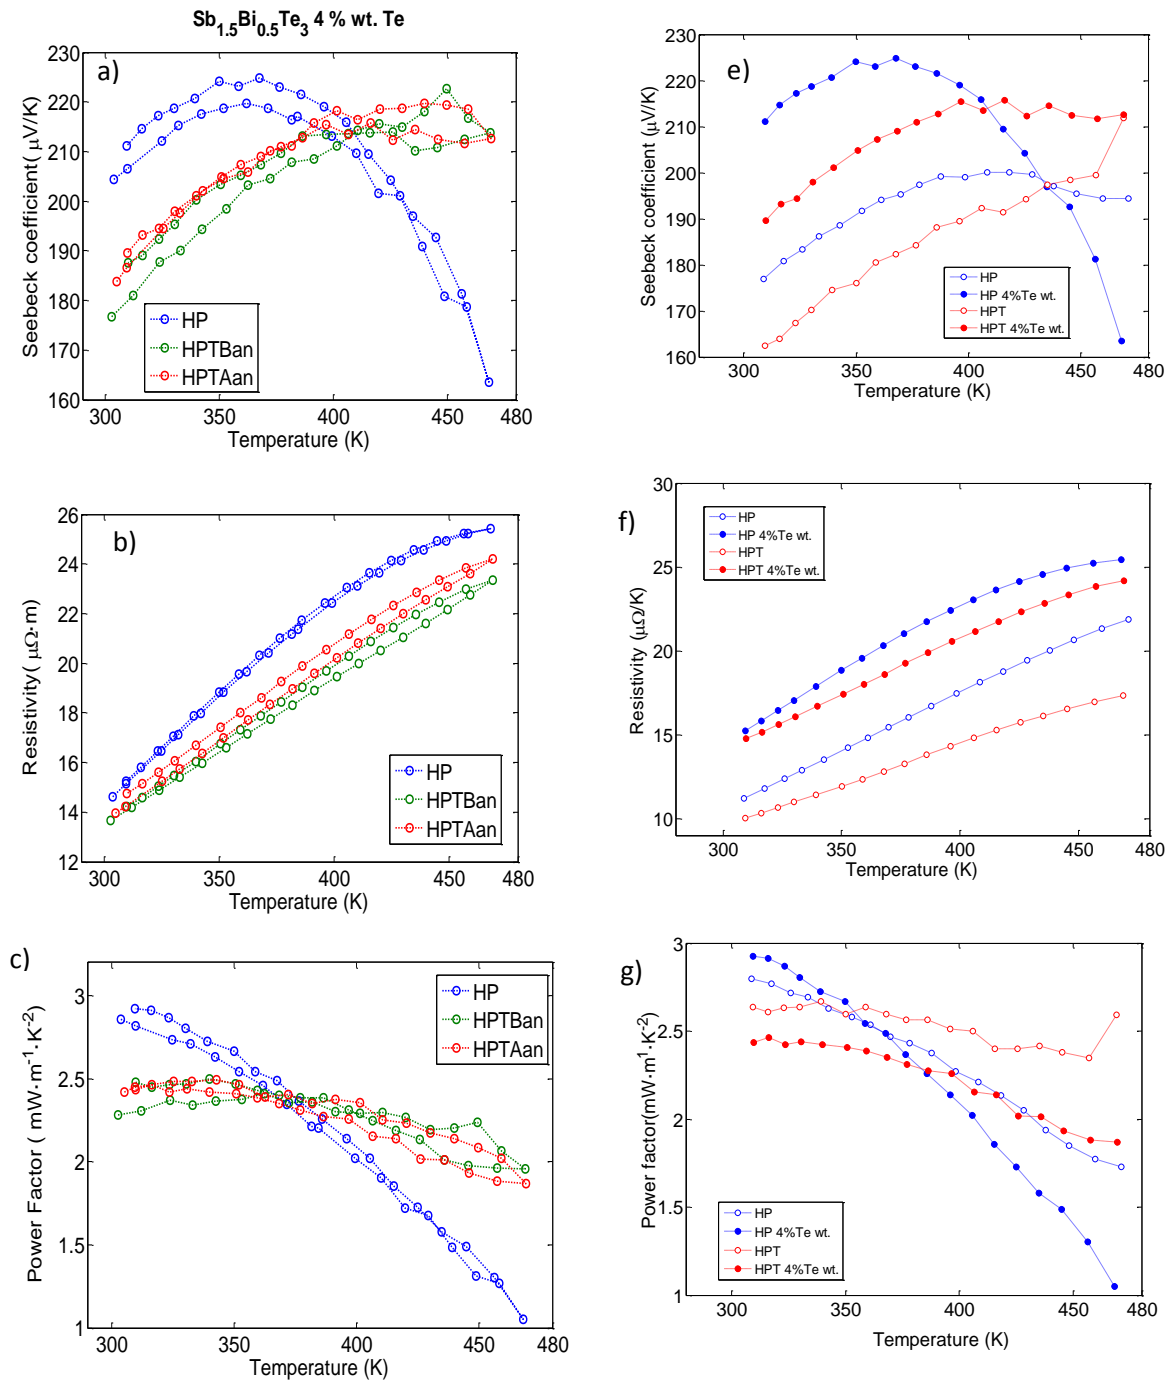 Sb1.5Bi0.5Te3 4 % wt. Te
a)
Seebeck coefficient( μV/K)
230
220
210
200
190
180
170
160
300
350
400
450
480
Temperature (K)
HP
HPTBan
HPTAan
e)
Seebeck coefficient (μV/K)
230
220
210
200
190
180
170
160
300
350
400
450
480
Temperature (K)
HP
HP 4%Te wt.
HPT
HPT 4%Te wt.
b)
Resistivity( μΩ·m)
26
24
22
20
18
16
14
12
300
350
400
450
480
Temperature (K)
HP
HPTBan
HPTAan
f)
Resistivity (μΩ/K)
30
25
20
15
10
300
350
400
450
480
Temperature (K)
HP
HP 4%Te wt.
HPT
HPT 4%Te wt.
c)
Power Factor ( mW·m-1·K-2)
3
2.5
2
1.5
1
300
350
400
450
480
Temperature (K)
HP
HPTBan
HPTAan
g)
Power factor(mW·m-1·K-2)
3
2.5
2
1.5
1
300
350
400
450
480
Temperature (K)
HP
HP 4%Te wt.
HPT
HPT 4%Te wt.